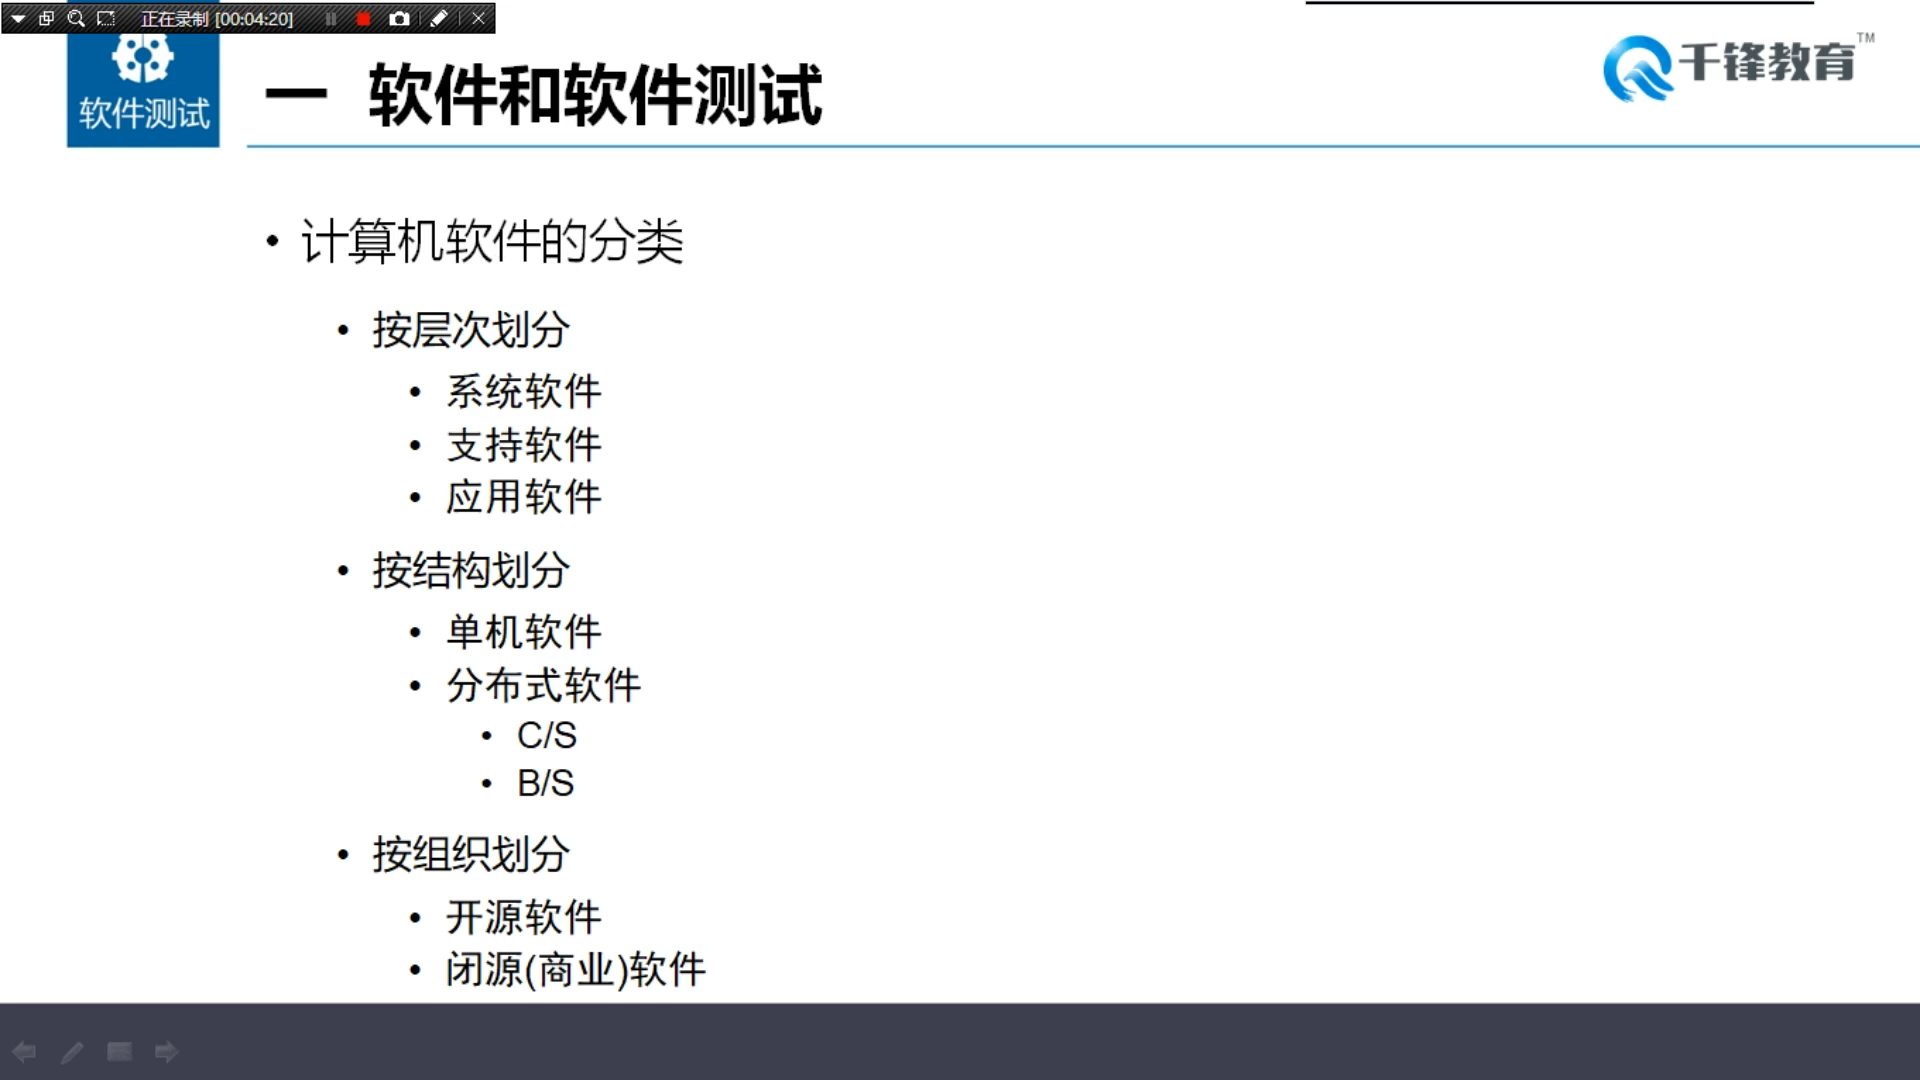 正在录制 [00:04:20]
软件测试
一 软件和软件测试
千锋教育TM
• 计算机软件的分类
• 按层次划分
• 系统软件
• 支持软件
• 应用软件
• 按结构划分
• 单机软件
• 分布式软件
• C/S
• B/S
• 按组织划分
• 开源软件
• 闭源(商业)软件